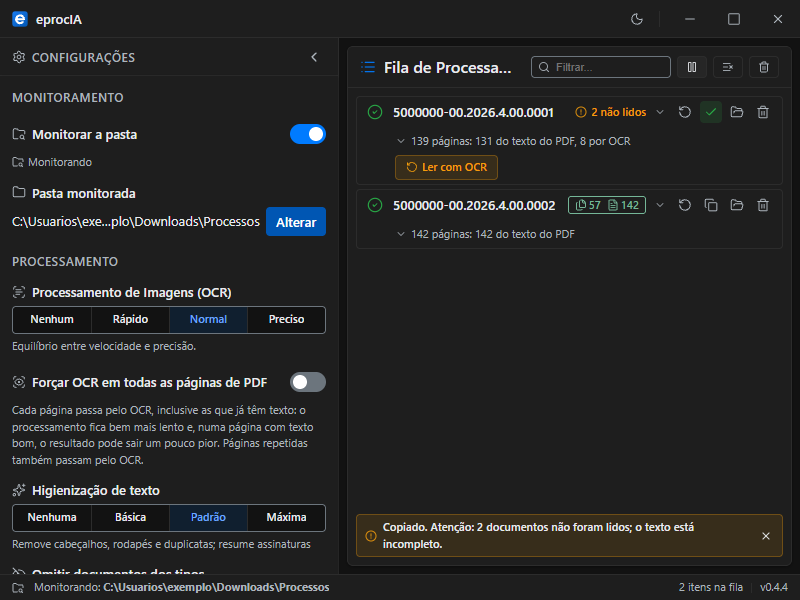 eprocIA
CONFIGURAÇÕES
MONITORAMENTO
Monitorar a pasta
Monitorando
Pasta monitorada
C:\Usuarios\exe...plo\Downloads\Processos
Alterar
PROCESSAMENTO
Processamento de Imagens (OCR)
Nenhum Rápido Normal Preciso
Equilíbrio entre velocidade e precisão.
Forçar OCR em todas as páginas de PDF
Cada página passa pelo OCR, inclusive as que já têm texto: o
processamento fica bem mais lento e, numa página com texto
bom, o resultado pode sair um pouco pior. Páginas repetidas
também passam pelo OCR.
Higienização de texto
Nenhuma Básica Padrão Máxima
Remove cabeçalhos, rodapés e duplicatas; resume assinaturas
Omitir documentos dos tipos
Fila de Processa...
Filtrar...
5000000-00.2026.4.00.0001
2 não lidos
139 páginas: 131 do texto do PDF, 8 por OCR
Ler com OCR
5000000-00.2026.4.00.0002
57 142
142 páginas: 142 do texto do PDF
Copiado. Atenção: 2 documentos não foram lidos; o texto está
incompleto.
Monitorando: C:\Usuarios\exemplo\Downloads\Processos
2 itens na fila
v0.4.4